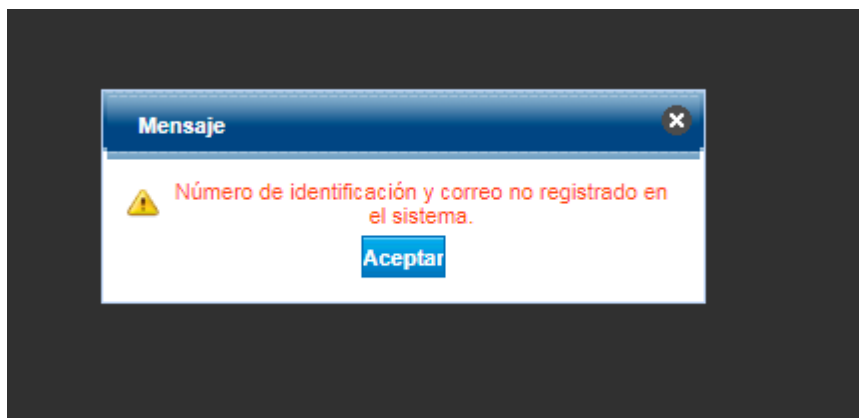 Mensaje
Número de identificación y correo no registrado en
el sistema.
Aceptar